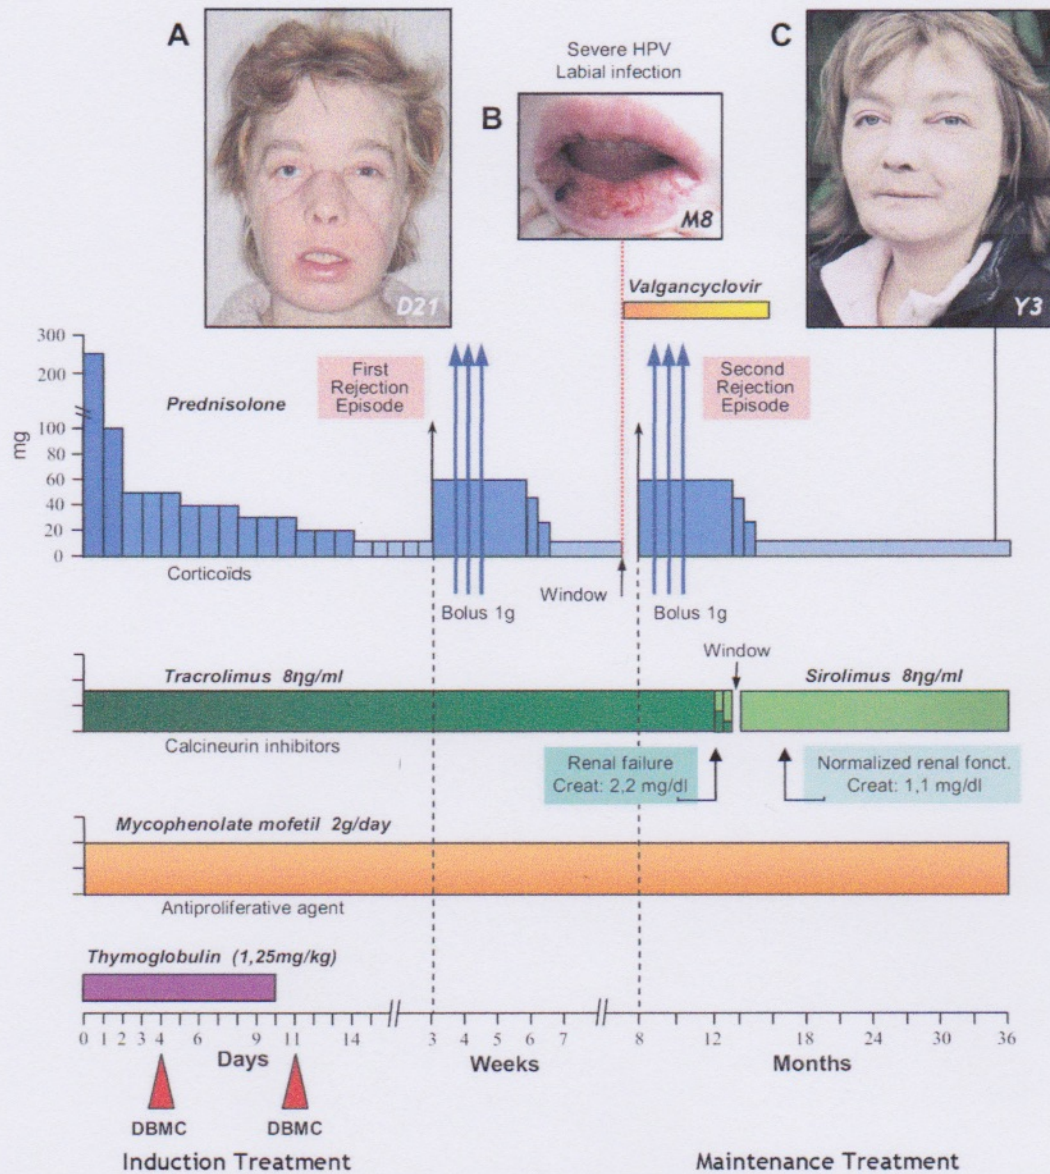 A
Severe HPV
Labial infection
C
B
D21
M8
Y3
Valgancyclovir
300
200
100
80
60
40
20
0
mg
Prednisolone
First
Rejection
Episode
Second
Rejection
Episode
Corticoïds
Bolus 1g
Window
Bolus 1g
Window
Tracrolimus 8ηg/ml
Sirolimus 8ηg/ml
Calcineurin inhibitors
Renal failure
Creat: 2,2 mg/dl
Normalized renal fonct.
Creat: 1,1 mg/dl
Mycophenolate mofetil 2g/day
Antiproliferative agent
Thymoglobulin (1,25mg/kg)
0 1 2 3 4 9 11 14 3 4 5 6 7 8 12 18 24 30 36
Days
Weeks
Months
DBMC
DBMC
Induction Treatment
Maintenance Treatment